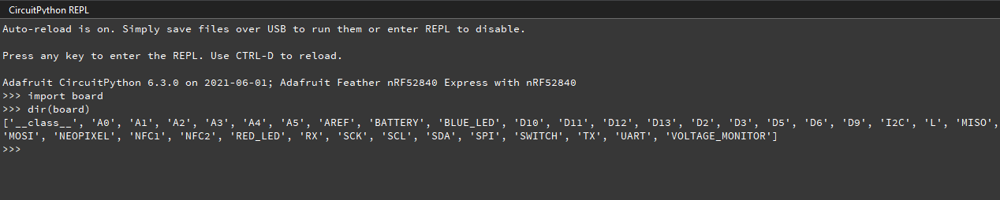 CircuitPython REPL
Auto-reload is on. Simply save files over USB to run them or enter REPL to disable.
Press any key to enter the REPL. Use CTRL-D to reload.
Adafruit CircuitPython 6.3.0 on 2021-06-01; Adafruit Feather nRF52840 Express with nRF52840
>>> import board
>>> dir(board)
['__class__', 'A0', 'A1', 'A2', 'A3', 'A4', 'A5', 'AREF', 'BATTERY', 'BLUE_LED', 'D10', 'D11', 'D12', 'D13', 'D2', 'D3', 'D5', 'D6', 'D9', 'I2C', 'L', 'MISO',
'MOSI', 'NEOPIXEL', 'NFC1', 'NFC2', 'RED_LED', 'RX', 'SCK', 'SCL', 'SDA', 'SPI', 'SWITCH', 'TX', 'UART', 'VOLTAGE_MONITOR']
>>>